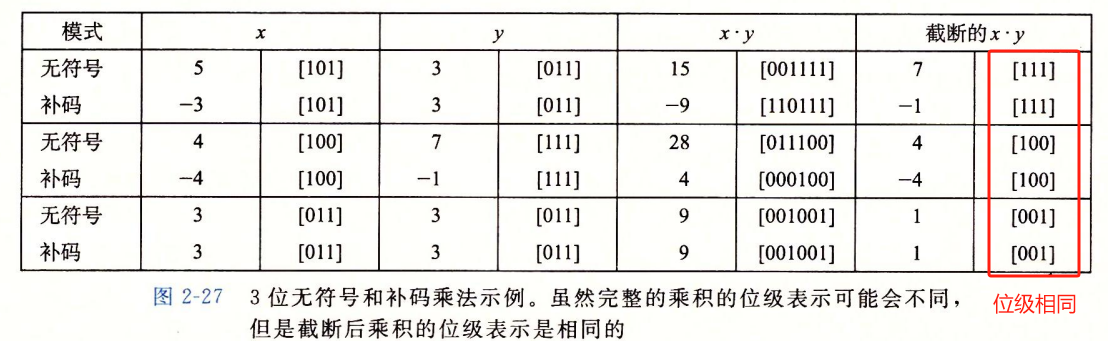 模式 x y x · y 截断的x · y
无符号 5 [101] 3 [011] 15 [001111] 7 [111]
补码 −3 [101] 3 [011] −9 [110111] −1 [111]
无符号 4 [100] 7 [111] 28 [011100] 4 [100]
补码 −4 [100] −1 [111] 4 [000100] −4 [100]
无符号 3 [011] 3 [011] 9 [001001] 1 [001]
补码 3 [011] 3 [011] 9 [001001] 1 [001]
图 2-27 3 位无符号和补码乘法示例。虽然完整的乘积的位级表示可能会不同，
但是截断后乘积的位级表示是相同的
位级相同